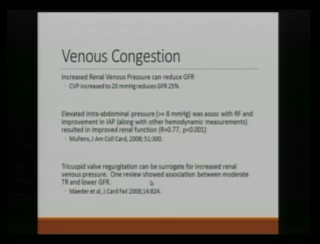 Venous Congestion
Increased Renal Venous Pressure can reduce GFR
◦ CVP increased to 20 mmHg reduces GFR 25%
Elevated intra-abdominal pressure (>= 8 mmHg) was assoc with RF and
improvement in IAP (along with other hemodynamic measurements)
resulted in improved renal function (R=0.77, p<0.001)
◦ Mullens, J Am Coll Card, 2008; 51:300.
Tricuspid valve regurgitation can be surrogate for increased renal
venous pressure. One review showed association between moderate
TR and lower GFR.
◦ Maeder et al, J Card Fail 2008;14:824.